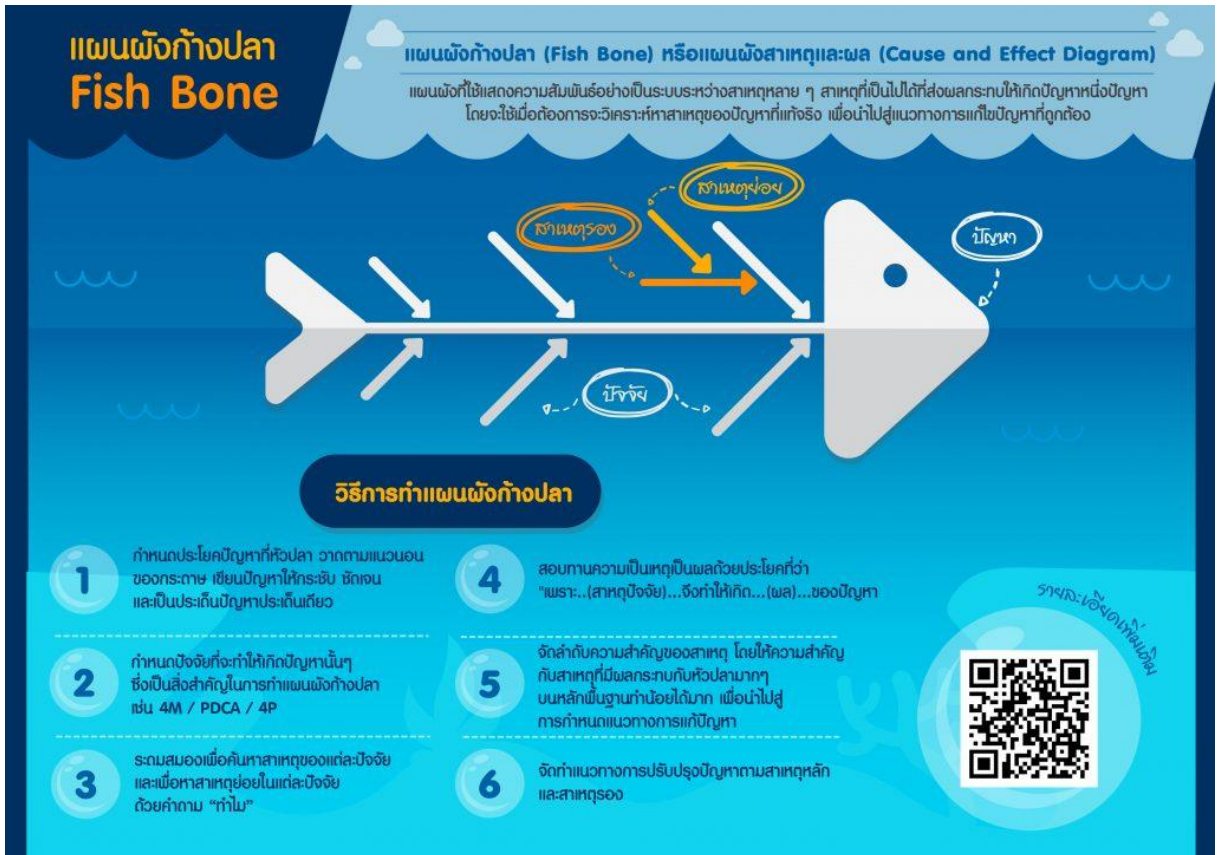 แผนผังก้างปลา
Fish Bone
แผนผังก้างปลา (Fish Bone) หรือแผนผังสาเหตุและผล (Cause and Effect Diagram)
แผนผังที่ใช้แสดงความสัมพันธ์อย่างเป็นระบบระหว่างสาเหตุหลาย ๆ สาเหตุที่เป็นไปได้ที่ส่งผลกระทบให้เกิดปัญหาหนึ่งปัญหา
โดยจะใช้เมื่อต้องการจะวิเคราะห์หาสาเหตุของปัญหาที่แท้จริง เพื่อนำไปสู่แนวทางการแก้ไขปัญหาที่ถูกต้อง
สาเหตุย่อย
สาเหตุรอง
ปัญหา
ปัจจัย
วิธีการทำแผนผังก้างปลา
1
กำหนดประโยคปัญหาที่หัวปลา วาดตามแนวนอน
ของกระดาษ เขียนปัญหาให้กระชับ ชัดเจน
และเป็นประเด็นปัญหาประเด็นเดียว
2
กำหนดปัจจัยที่จะทำให้เกิดปัญหานั้นๆ
ซึ่งเป็นสิ่งสำคัญในการทำแผนผังก้างปลา
เช่น 4M / PDCA / 4P
3
ระดมสมองเพื่อค้นหาสาเหตุของแต่ละปัจจัย
และเพื่อหาสาเหตุย่อยในแต่ละปัจจัย
ด้วยคำถาม “ทำไม”
4
สอบทานความเป็นเหตุเป็นผลด้วยประโยคที่ว่า
"เพราะ..(สาเหตุปัจจัย)...จึงทำให้เกิด...(ผล)...ของปัญหา
5
จัดลำดับความสำคัญของสาเหตุ โดยให้ความสำคัญ
กับสาเหตุที่มีผลกระทบกับหัวปลามากๆ
บนหลักพื้นฐานทำน้อยได้มาก เพื่อนำไปสู่
การกำหนดแนวทางการแก้ปัญหา
6
จัดทำแนวทางการปรับปรุงปัญหาตามสาเหตุหลัก
และสาเหตุรอง
รายละเอียดเพิ่มเติม